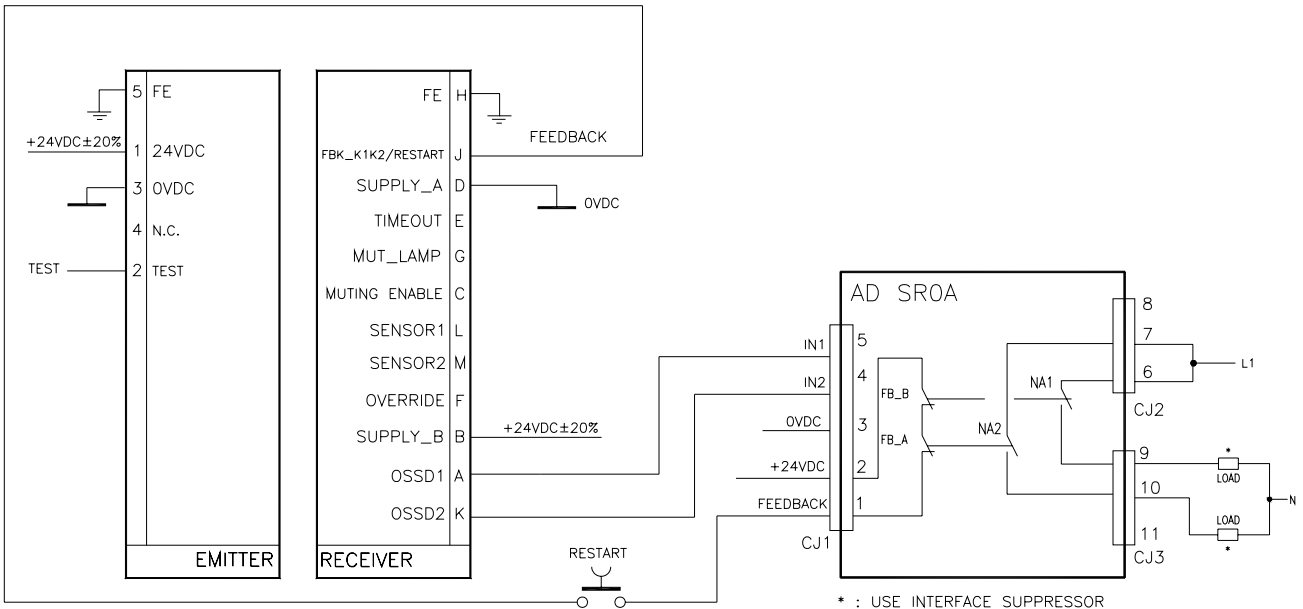 5 FE
+24VDC±20%
1 24VDC
3 0VDC
4 N.C.
TEST
2 TEST
EMITTER
FE H
FEEDBACK
FBK_K1K2/RESTART J
SUPPLY_A D
0VDC
TIMEOUT E
MUT_LAMP G
MUTING ENABLE C
SENSOR1 L
SENSOR2 M
OVERRIDE F
SUPPLY_B B
+24VDC±20%
OSSD1 A
OSSD2 K
RECEIVER
RESTART
AD SR0A
IN1
5
IN2
4
0VDC
3
+24VDC
2
FEEDBACK
1
CJ1
FB_B
FB_A
NA1
NA2
8
7
6
L1
CJ2
9
10
11
CJ3
*
LOAD
N
LOAD
*
* : USE INTERFACE SUPPRESSOR